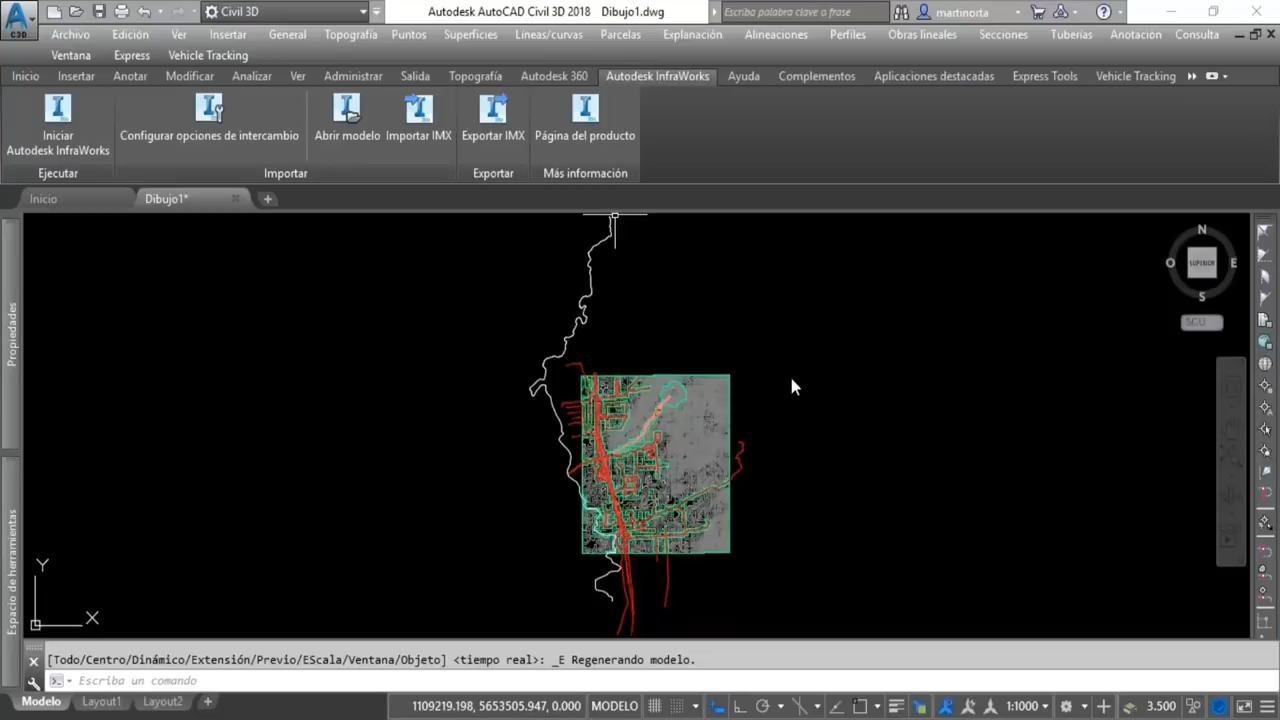 Civil 3D
Autodesk AutoCAD Civil 3D 2018 Dibujo1.dwg
Escriba palabra clave o frase
martinorta
C3D
Archivo Edición Ver Insertar General Topografía Puntos Superficies Líneas/curvas Parcelas Explanación Alineaciones Perfiles Obras lineales Secciones Tuberías Anotación Consulta
Ventana Express Vehicle Tracking
Inicio Insertar Anotar Modificar Analizar Ver Administrar Salida Topografía Autodesk 360 Autodesk InfraWorks Ayuda Complementos Aplicaciones destacadas Express Tools Vehicle Tracking
Iniciar Configurar opciones de intercambio Abrir modelo Importar IMX Exportar IMX Página del producto
Autodesk InfraWorks
Ejecutar Importar Exportar Más información
Inicio Dibujo1*
N
O SUPERIOR E
S
SCU
Propiedades
Espacio de herramientas
Y
X
[Todo/Centro/Dinámico/Extensión/Previo/EScala/Ventana/Objeto] <tiempo real>: _E Regenerando modelo.
Escriba un comando
Modelo Layout1 Layout2 +
1109219.198, 5653505.947, 0.000 MODELO 1:1000 3.500